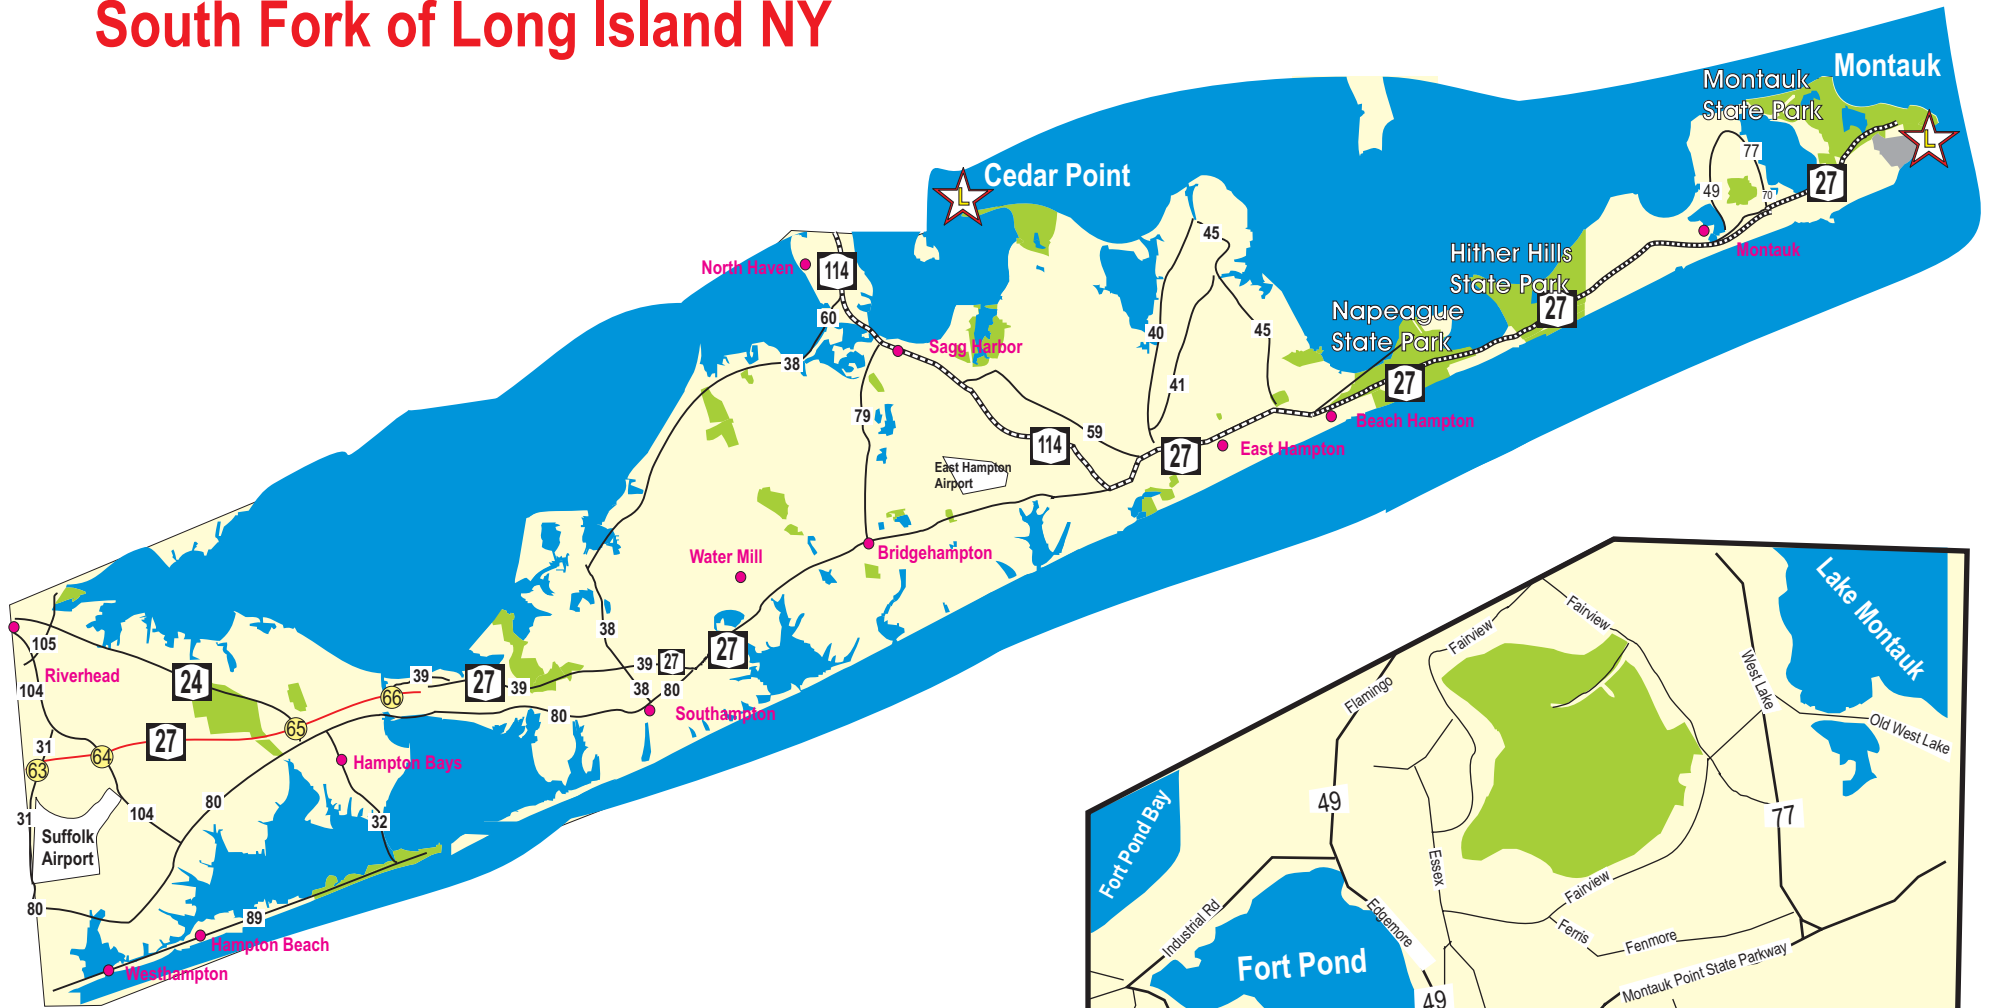 South Fork of Long Island NY
Montauk
Montauk
State Park
77
49
70
27
L
Montauk
Cedar Point
L
45
Hither Hills
State Park
27
North Haven
114
60
Napeague
State Park
40
45
Sagg Harbor
38
27
41
79
Beach Hampton
59
114
27
East Hampton
East Hampton
Airport
Bridgehampton
Water Mill
38
105
Riverhead
24
104
39
27
39
66
39
27
27
38
80
Southampton
80
65
27
31
64
63
Hampton Bays
80
104
31
32
Suffolk
Airport
80
89
Hampton Beach
Westhampton
Lake Montauk
Fairview
Fairview
Flamingo
West Lake
Old West Lake
49
77
Fort Pond Bay
Essex
Fairview
Industrial Rd
Edgemore
Ferris
Fenmore
Fort Pond
Montauk Point State Parkway
49